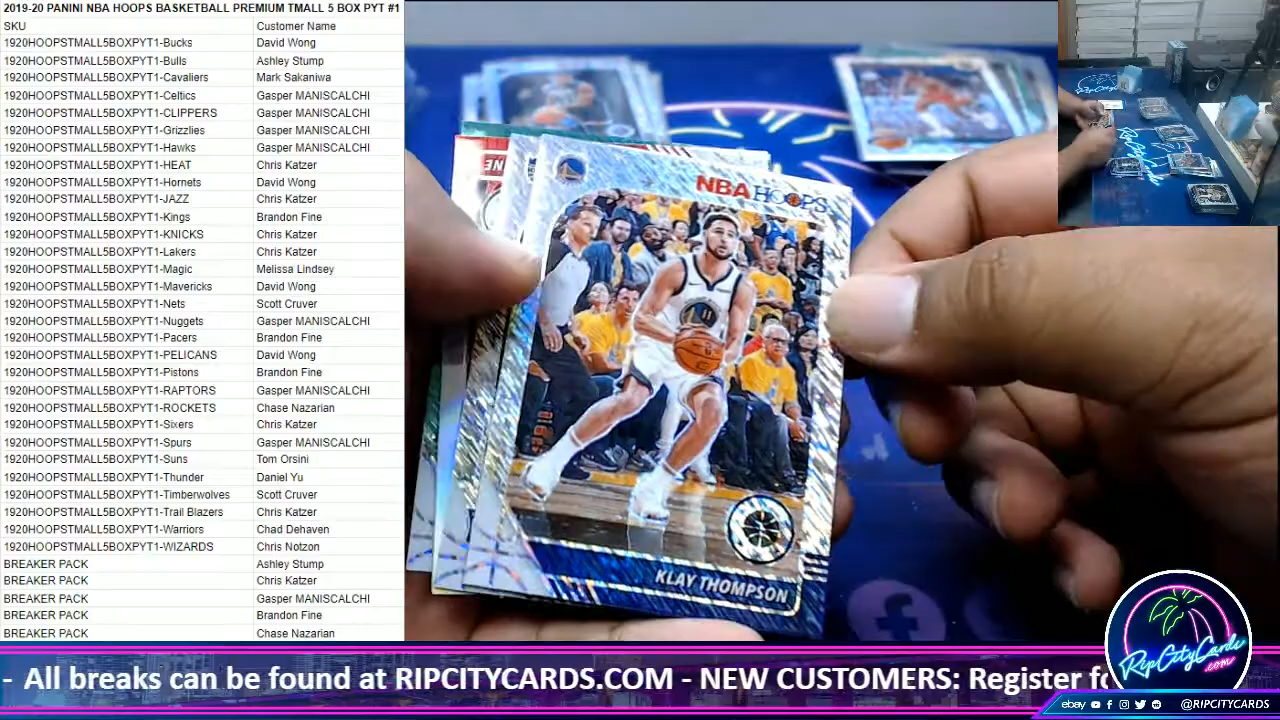 2019-20 PANINI NBA HOOPS BASKETBALL PREMIUM TMALL 5 BOX PYT #1
SKU Customer Name
1920HOOPSTMALL5BOXPYT1-Bucks David Wong
1920HOOPSTMALL5BOXPYT1-Bulls Ashley Stump
1920HOOPSTMALL5BOXPYT1-Cavaliers Mark Sakaniwa
1920HOOPSTMALL5BOXPYT1-Celtics Gasper MANISCALCHI
1920HOOPSTMALL5BOXPYT1-CLIPPERS Gasper MANISCALCHI
1920HOOPSTMALL5BOXPYT1-Grizzlies Gasper MANISCALCHI
1920HOOPSTMALL5BOXPYT1-Hawks Gasper MANISCALCHI
1920HOOPSTMALL5BOXPYT1-HEAT Chris Katzer
1920HOOPSTMALL5BOXPYT1-Hornets David Wong
1920HOOPSTMALL5BOXPYT1-JAZZ Chris Katzer
1920HOOPSTMALL5BOXPYT1-Kings Brandon Fine
1920HOOPSTMALL5BOXPYT1-KNICKS Chris Katzer
1920HOOPSTMALL5BOXPYT1-Lakers Chris Katzer
1920HOOPSTMALL5BOXPYT1-Magic Melissa Lindsey
1920HOOPSTMALL5BOXPYT1-Mavericks David Wong
1920HOOPSTMALL5BOXPYT1-Nets Scott Cruver
1920HOOPSTMALL5BOXPYT1-Nuggets Gasper MANISCALCHI
1920HOOPSTMALL5BOXPYT1-Pacers Brandon Fine
1920HOOPSTMALL5BOXPYT1-PELICANS David Wong
1920HOOPSTMALL5BOXPYT1-Pistons Brandon Fine
1920HOOPSTMALL5BOXPYT1-RAPTORS Gasper MANISCALCHI
1920HOOPSTMALL5BOXPYT1-ROCKETS Chase Nazarian
1920HOOPSTMALL5BOXPYT1-Sixers Chris Katzer
1920HOOPSTMALL5BOXPYT1-Spurs Gasper MANISCALCHI
1920HOOPSTMALL5BOXPYT1-Suns Tom Orsini
1920HOOPSTMALL5BOXPYT1-Thunder Daniel Yu
1920HOOPSTMALL5BOXPYT1-Timberwolves Scott Cruver
1920HOOPSTMALL5BOXPYT1-Trail Blazers Chris Katzer
1920HOOPSTMALL5BOXPYT1-Warriors Chad Dehaven
1920HOOPSTMALL5BOXPYT1-WIZARDS Chris Notzon
BREAKER PACK Ashley Stump
BREAKER PACK Chris Katzer
BREAKER PACK Gasper MANISCALCHI
BREAKER PACK Brandon Fine
BREAKER PACK Chase Nazarian
NBA HOOPS
11
KLAY THOMPSON
- All breaks can be found at RIPCITYCARDS.COM - NEW CUSTOMERS: Register fo
RipCityCards
.com
ebay @RIPCITYCARDS